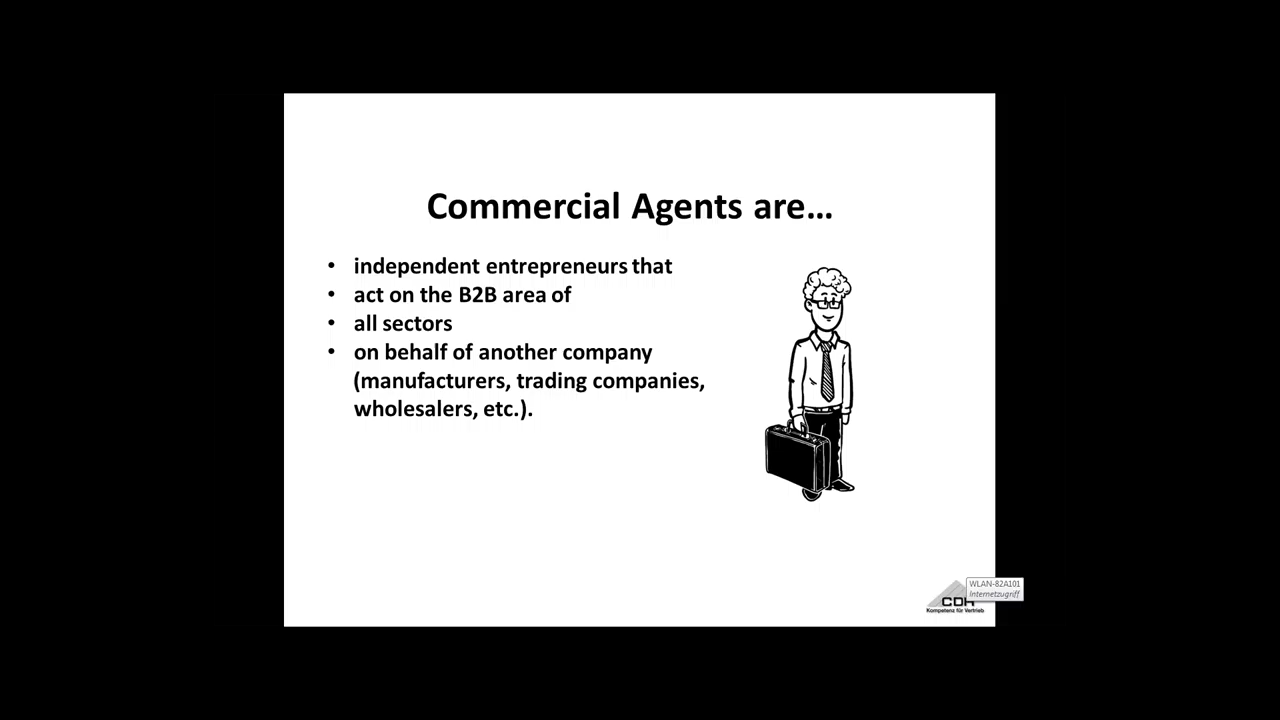 Commercial Agents are...
• independent entrepreneurs that
• act on the B2B area of
• all sectors
• on behalf of another company
(manufacturers, trading companies,
wholesalers, etc.).
WLAN-82A101
Internetzugriff
CDH
Kompetenz für Vertrieb